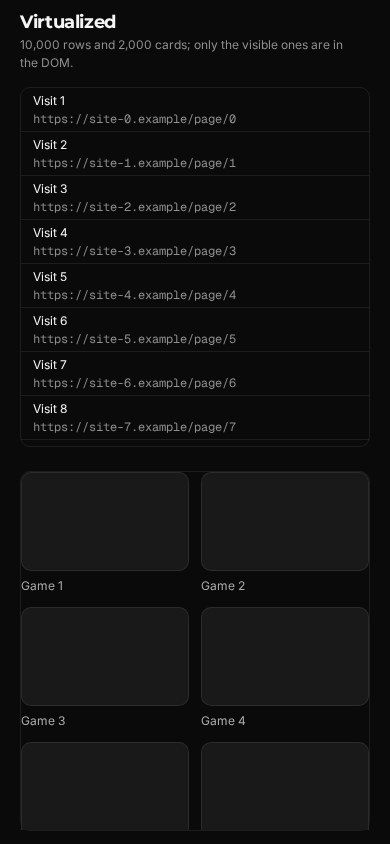 Virtualized
10,000 rows and 2,000 cards; only the visible ones are in
the DOM.
Visit 1
https://site-0.example/page/0
Visit 2
https://site-1.example/page/1
Visit 3
https://site-2.example/page/2
Visit 4
https://site-3.example/page/3
Visit 5
https://site-4.example/page/4
Visit 6
https://site-5.example/page/5
Visit 7
https://site-6.example/page/6
Visit 8
https://site-7.example/page/7
Game 1
Game 2
Game 3
Game 4